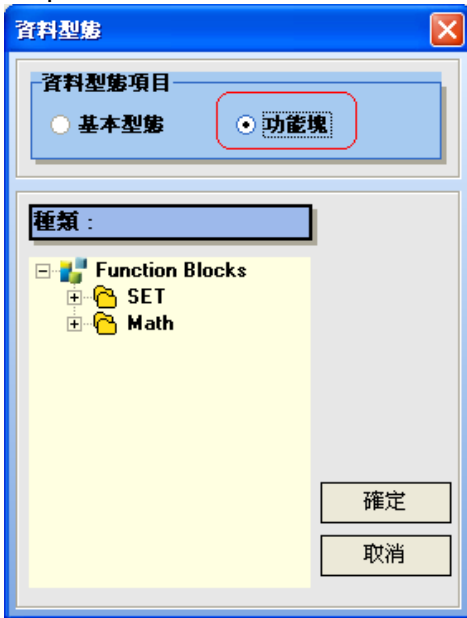 資料型態
資料型態項目
基本型態
功能塊
種類 :
Function Blocks
SET
Math
確定
取消